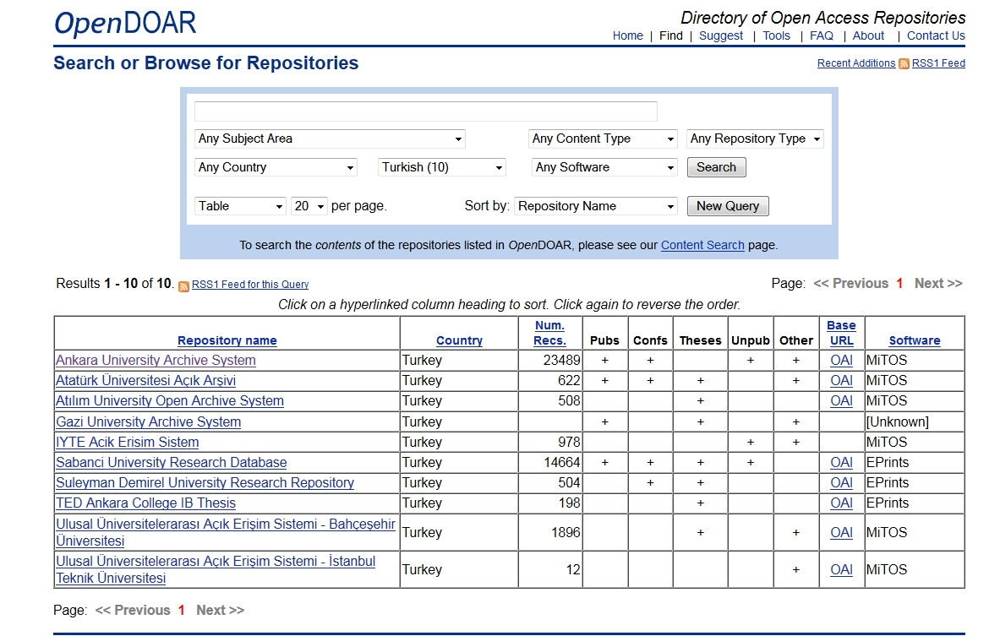 OpenDOAR
Directory of Open Access Repositories
Home | Find | Suggest | Tools | FAQ | About | Contact Us
Search or Browse for Repositories
Recent Additions RSS1 Feed
Any Subject Area Any Content Type Any Repository Type
Any Country Turkish (10) Any Software Search
Table 20 per page. Sort by: Repository Name New Query
To search the contents of the repositories listed in OpenDOAR, please see our Content Search page.
Results 1 - 10 of 10. RSS1 Feed for this Query Page: << Previous 1 Next >>
Click on a hyperlinked column heading to sort. Click again to reverse the order.
Repository name Country Num. Recs. Pubs Confs Theses Unpub Other Base URL Software
Ankara University Archive System Turkey 23489 + + + + OAI MiTOS
Atatürk Üniversitesi Açık Arşivi Turkey 622 + + + + OAI MiTOS
Atılım University Open Archive System Turkey 508 + OAI MiTOS
Gazi University Archive System Turkey + + + [Unknown]
IYTE Acik Erisim Sistem Turkey 978 + + MiTOS
Sabanci University Research Database Turkey 14664 + + + + OAI EPrints
Suleyman Demirel University Research Repository Turkey 504 + + OAI EPrints
TED Ankara College IB Thesis Turkey 198 + OAI EPrints
Ulusal Üniversitelerarası Açık Erişim Sistemi - Bahçeşehir
Üniversitesi Turkey 1896 + + OAI MiTOS
Ulusal Üniversitelerarası Açık Erişim Sistemi - İstanbul
Teknik Üniversitesi Turkey 12 + OAI MiTOS
Page: << Previous 1 Next >>